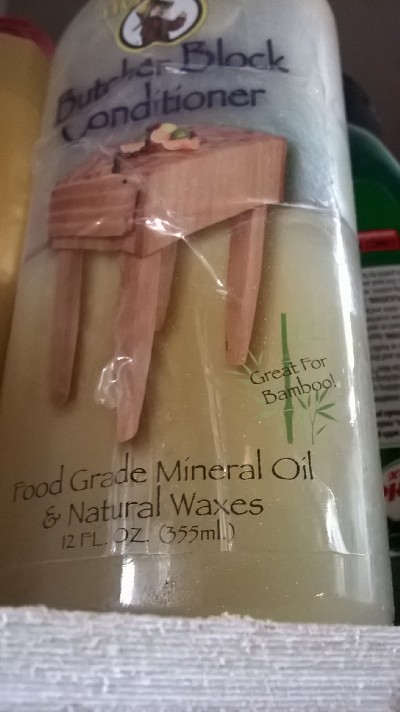 Butcher Block
Conditioner
Great For
Bamboo!
Food Grade Mineral Oil
& Natural Waxes
12 FL. OZ. (355ml.)